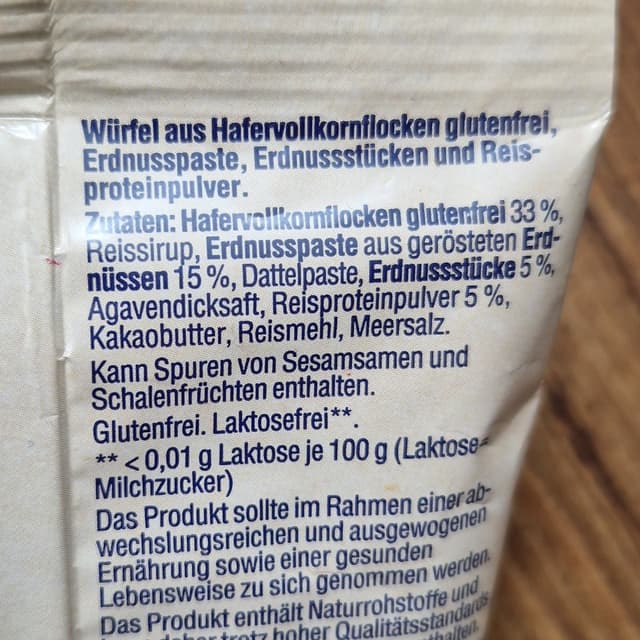 Würfel aus Hafervollkornflocken glutenfrei,
Erdnusspaste, Erdnussstücken und Reis-
proteinpulver.
Zutaten: Hafervollkornflocken glutenfrei 33 %,
Reissirup, Erdnusspaste aus gerösteten Erd-
nüssen 15 %, Dattelpaste, Erdnussstücke 5 %,
Agavendicksaft, Reisproteinpulver 5 %,
Kakaobutter, Reismehl, Meersalz.
Kann Spuren von Sesamsamen und
Schalenfrüchten enthalten.
Glutenfrei. Laktosefrei**.
** < 0,01 g Laktose je 100 g (Laktose=
Milchzucker)
Das Produkt sollte im Rahmen einer ab-
wechslungsreichen und ausgewogenen
Ernährung sowie einer gesunden
Lebensweise zu sich genommen werden.
Das Produkt enthält Naturrohstoffe und
trotz hoher Qualitätsstandards